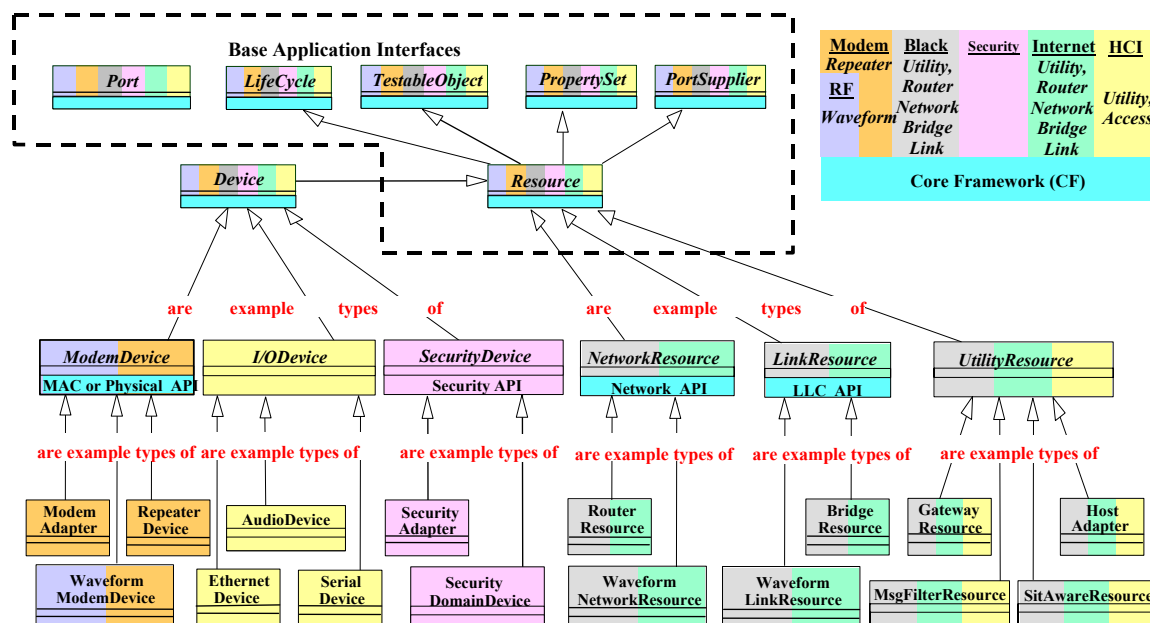 Base Application Interfaces
Port
LifeCycle
TestableObject
PropertySet
PortSupplier
Modem
Repeater
RF
Waveform
Black
Utility,
Router
Network
Bridge
Link
Security
Internet
Utility,
Router
Network
Bridge
Link
HCI
Utility,
Access
Core Framework (CF)
Device
Resource
are example types of
are example types of
ModemDevice
MAC or Physical API
I/ODevice
SecurityDevice
Security API
NetworkResource
Network API
LinkResource
LLC API
UtilityResource
are example types of
are example types of
are example types of
are example types of
are example types of
are example types of
Modem
Adapter
Repeater
Device
AudioDevice
Security
Adapter
Router
Resource
Bridge
Resource
Gateway
Resource
Host
Adapter
Waveform
ModemDevice
Ethernet
Device
Serial
Device
Security
DomainDevice
Waveform
NetworkResource
Waveform
LinkResource
MsgFilterResource
SitAwareResource